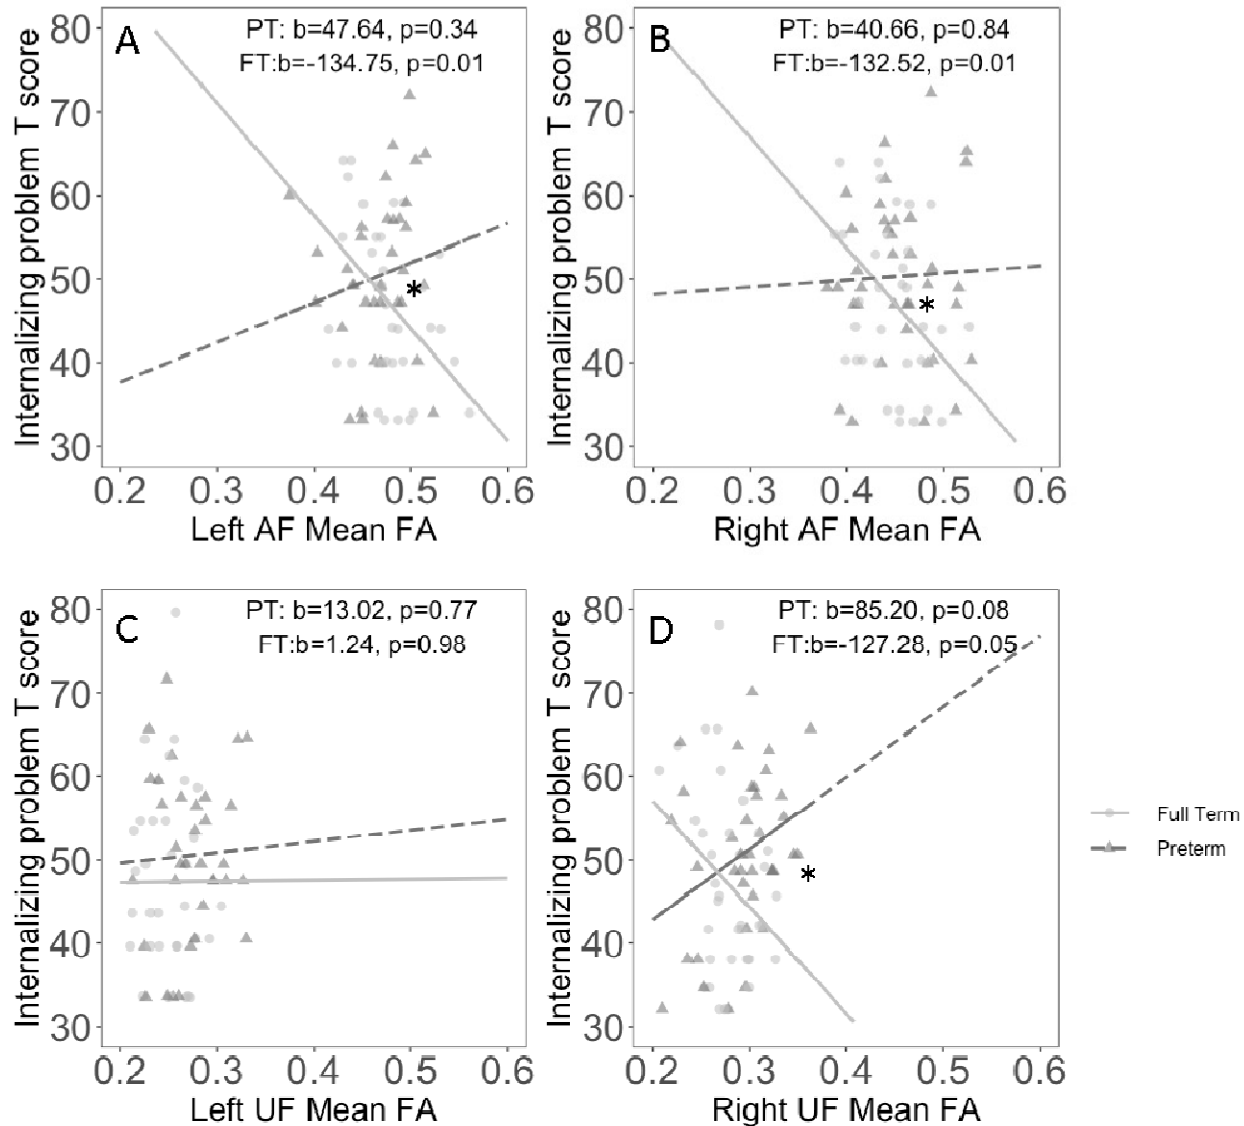 A
PT: b=47.64, p=0.34
FT:b=-134.75, p=0.01
Internalizing problem T score
80
70
60
50
40
30
*
0.2 0.3 0.4 0.5 0.6
Left AF Mean FA
B
PT: b=40.66, p=0.84
FT:b=-132.52, p=0.01
Internalizing problem T score
80
70
60
50
40
30
*
0.2 0.3 0.4 0.5 0.6
Right AF Mean FA
C
PT: b=13.02, p=0.77
FT:b=1.24, p=0.98
Internalizing problem T score
80
70
60
50
40
30
0.2 0.3 0.4 0.5 0.6
Left UF Mean FA
D
PT: b=85.20, p=0.08
FT:b=-127.28, p=0.05
Internalizing problem T score
80
70
60
50
40
30
*
0.2 0.3 0.4 0.5 0.6
Right UF Mean FA
Full Term
Preterm